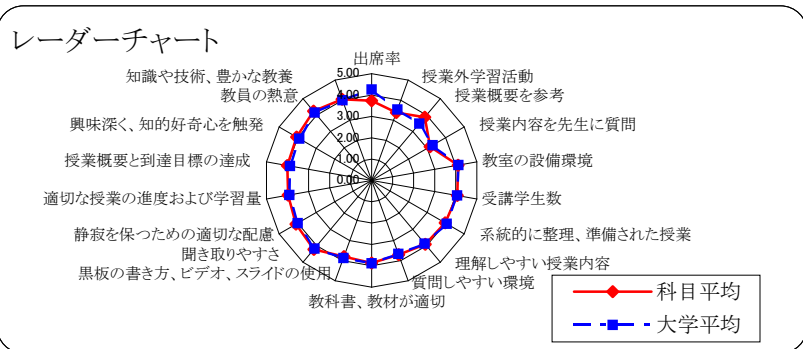 レーダーチャート
出席率
授業外学習活動
授業概要を参考
授業内容を先生に質問
教室の設備環境
受講学生数
系統的に整理、準備された授業
理解しやすい授業内容
質問しやすい環境
教科書、教材が適切
黒板の書き方、ビデオ、スライドの使用
聞き取りやすさ
静寂を保つための適切な配慮
適切な授業の進度および学習量
授業概要と到達目標の達成
興味深く、知的好奇心を触発
教員の熱意
知識や技術、豊かな教養
5.00
4.00
3.00
2.00
1.00
0.00
科目平均
大学平均